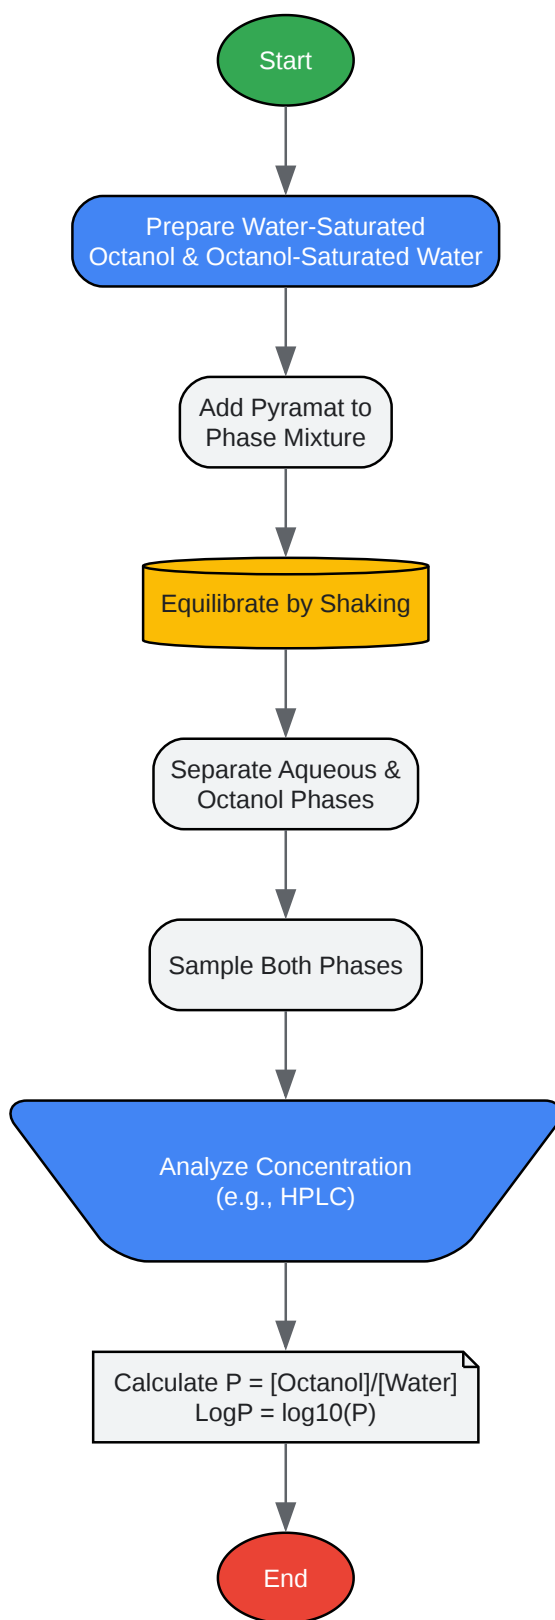 Start
Prepare Water-Saturated
Octanol & Octanol-Saturated Water
Add Pyramat to
Phase Mixture
Equilibrate by Shaking
Separate Aqueous &
Octanol Phases
Sample Both Phases
Analyze Concentration
(e.g., HPLC)
Calculate P = [Octanol]/[Water]
LogP = log10(P)
End